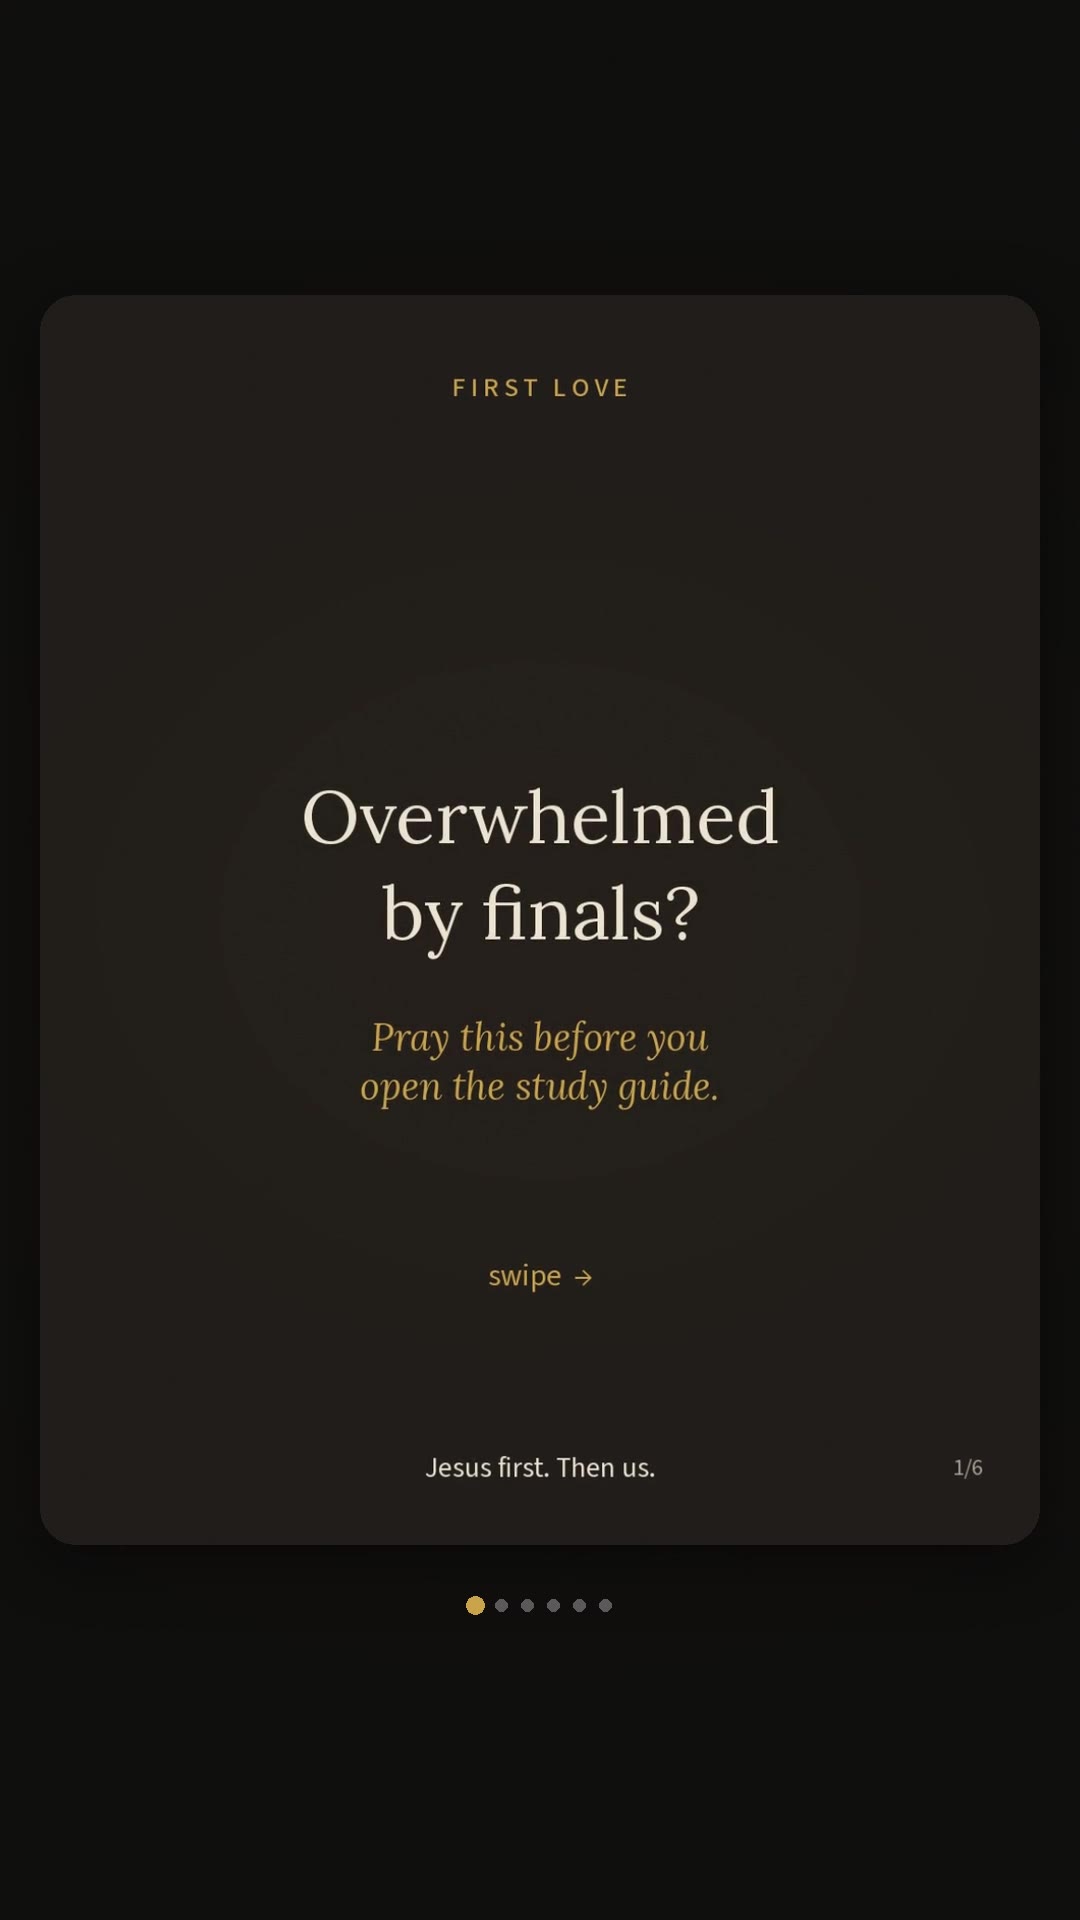 FIRST LOVE
Overwhelmed
by finals?
Pray this before you
open the study guide.
swipe →
Jesus first. Then us.
1/6